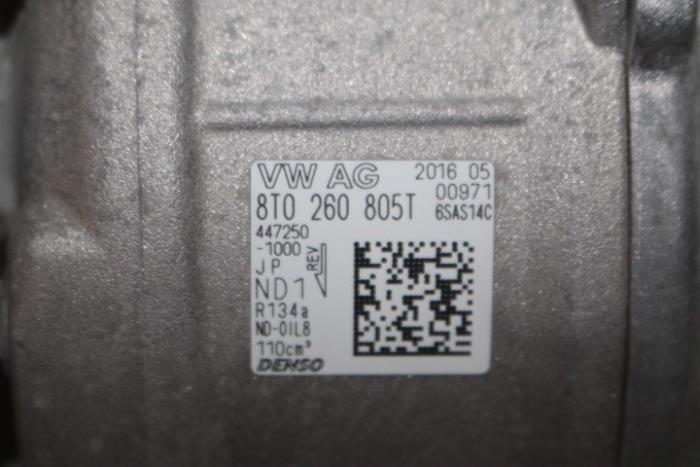 VW AG 2016 05
00971
8T0 260 805T 6SAS14C
447250
-1000
JP REV
ND1
R134a
ND-OIL8
110cm³
DENSO